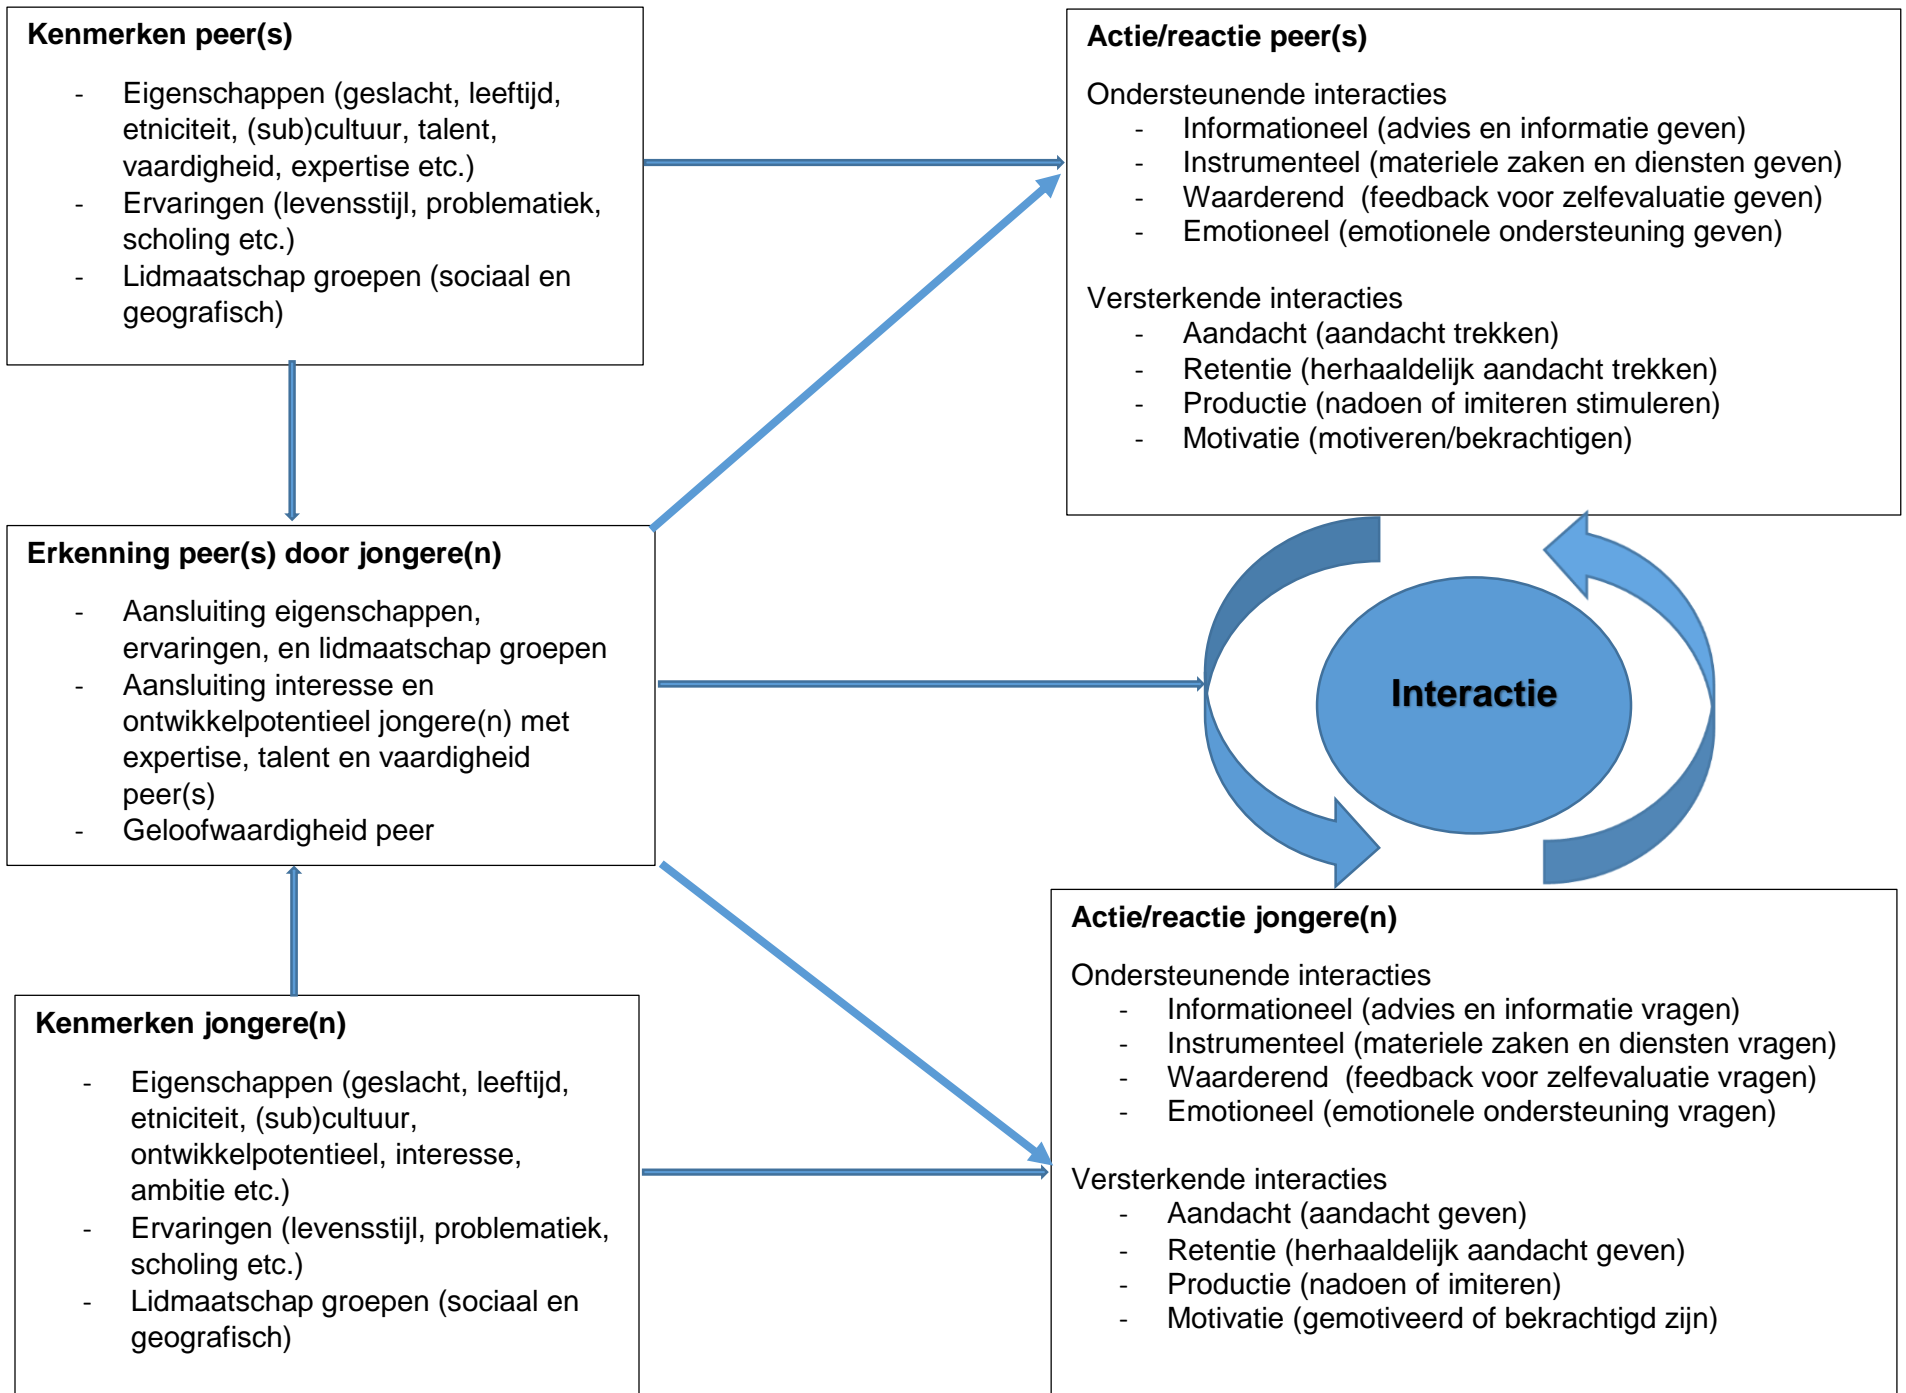 Kenmerken peer(s)
- Eigenschappen (geslacht, leeftijd,
etniciteit, (sub)cultuur, talent,
vaardigheid, expertise etc.)
- Ervaringen (levensstijl, problematiek,
scholing etc.)
- Lidmaatschap groepen (sociaal en
geografisch)
Actie/reactie peer(s)
Ondersteunende interacties
- Informationeel (advies en informatie geven)
- Instrumenteel (materiele zaken en diensten geven)
- Waarderend (feedback voor zelfevaluatie geven)
- Emotioneel (emotionele ondersteuning geven)
Versterkende interacties
- Aandacht (aandacht trekken)
- Retentie (herhaaldelijk aandacht trekken)
- Productie (nadoen of imiteren stimuleren)
- Motivatie (motiveren/bekrachtigen)
Erkenning peer(s) door jongere(n)
- Aansluiting eigenschappen,
ervaringen, en lidmaatschap groepen
- Aansluiting interesse en
ontwikkelpotentieel jongere(n) met
expertise, talent en vaardigheid
peer(s)
- Geloofwaardigheid peer
Interactie
Kenmerken jongere(n)
- Eigenschappen (geslacht, leeftijd,
etniciteit, (sub)cultuur,
ontwikkelpotentieel, interesse,
ambitie etc.)
- Ervaringen (levensstijl, problematiek,
scholing etc.)
- Lidmaatschap groepen (sociaal en
geografisch)
Actie/reactie jongere(n)
Ondersteunende interacties
- Informationeel (advies en informatie vragen)
- Instrumenteel (materiele zaken en diensten vragen)
- Waarderend (feedback voor zelfevaluatie vragen)
- Emotioneel (emotionele ondersteuning vragen)
Versterkende interacties
- Aandacht (aandacht geven)
- Retentie (herhaaldelijk aandacht geven)
- Productie (nadoen of imiteren)
- Motivatie (gemotiveerd of bekrachtigd zijn)